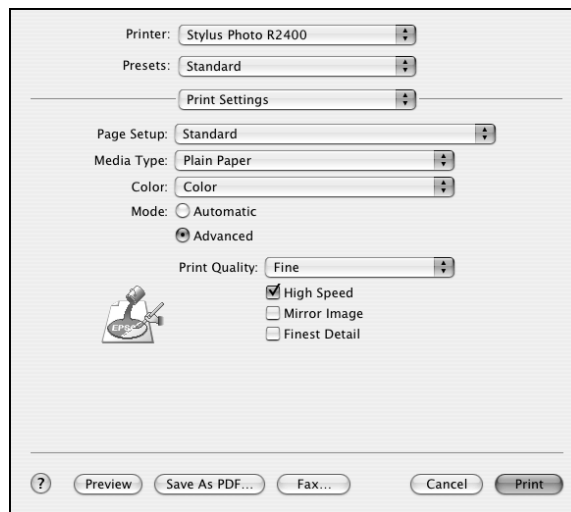 Printer: Stylus Photo R2400
Presets: Standard
Print Settings
Page Setup: Standard
Media Type: Plain Paper
Color: Color
Mode: Automatic
Advanced
Print Quality: Fine
High Speed
Mirror Image
Finest Detail
EPSON
? Preview Save As PDF... Fax... Cancel Print